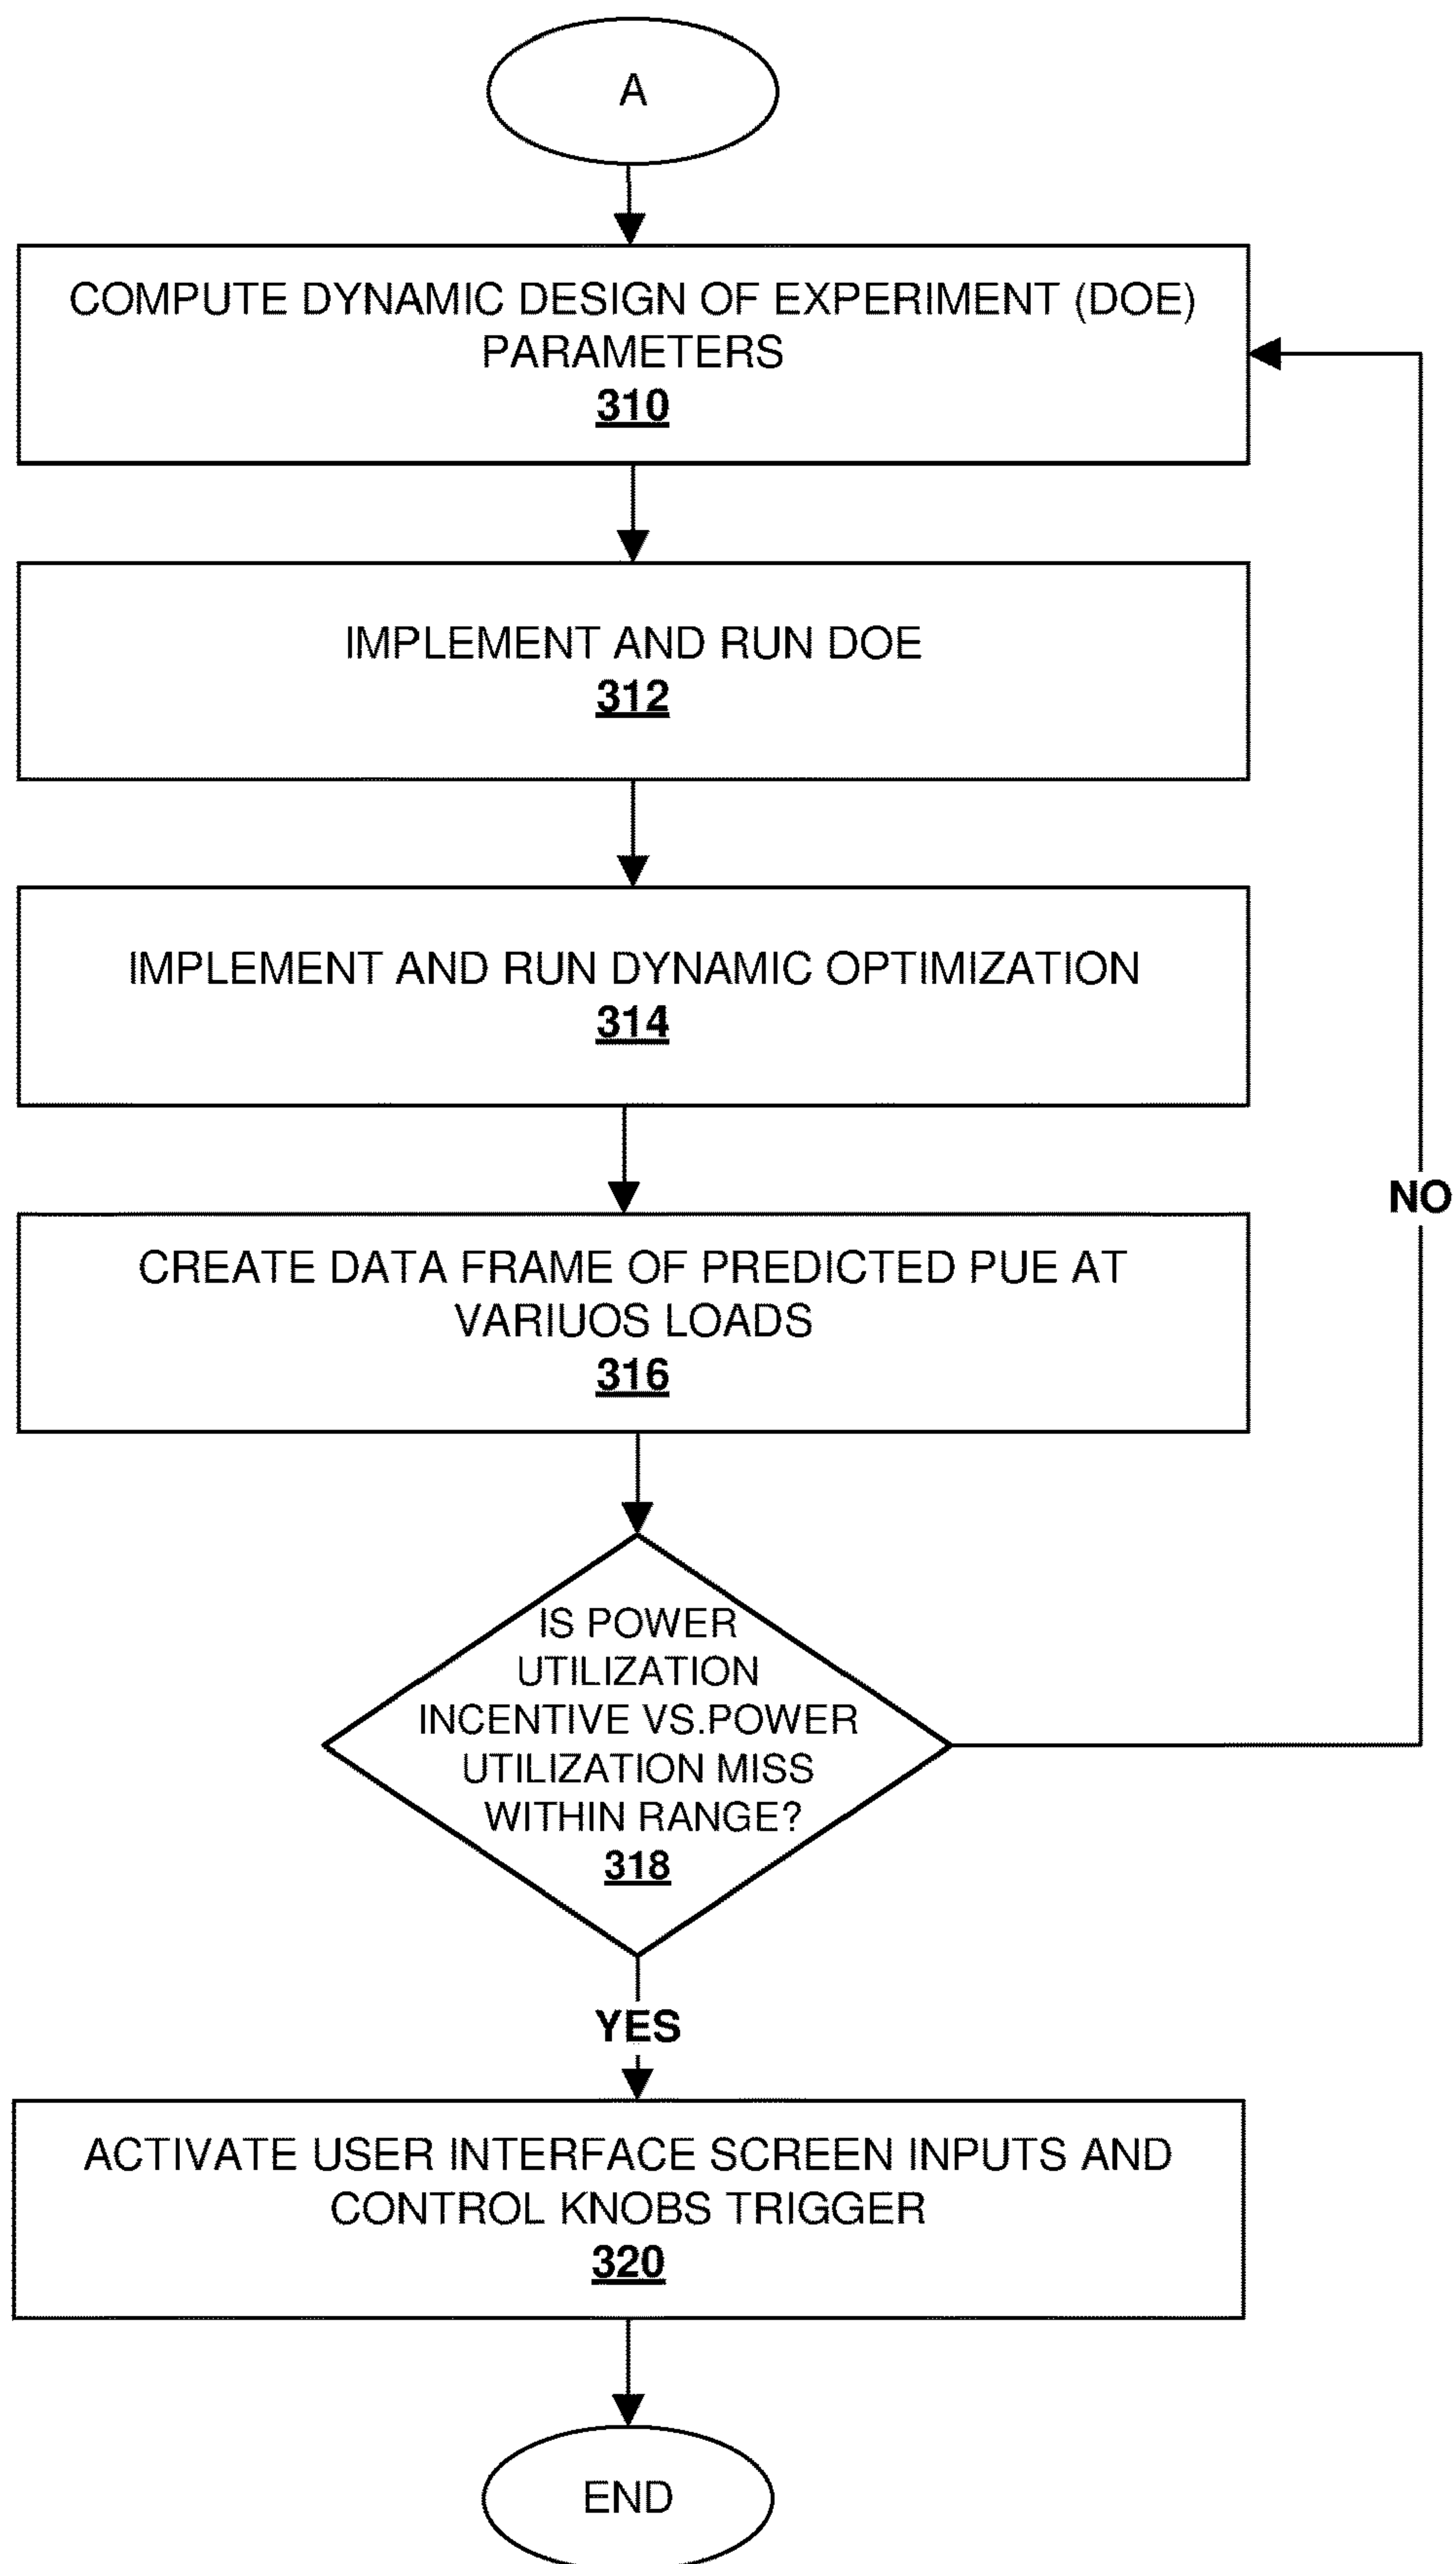 A
COMPUTE DYNAMIC DESIGN OF EXPERIMENT (DOE)
PARAMETERS
310
IMPLEMENT AND RUN DOE
312
IMPLEMENT AND RUN DYNAMIC OPTIMIZATION
314
NO
CREATE DATA FRAME OF PREDICTED PUE AT
VARIUOS LOADS
316
IS POWER
UTILIZATION
INCENTIVE VS.POWER
UTILIZATION MISS
WITHIN RANGE?
318
YES
ACTIVATE USER INTERFACE SCREEN INPUTS AND
CONTROL KNOBS TRIGGER
320
END